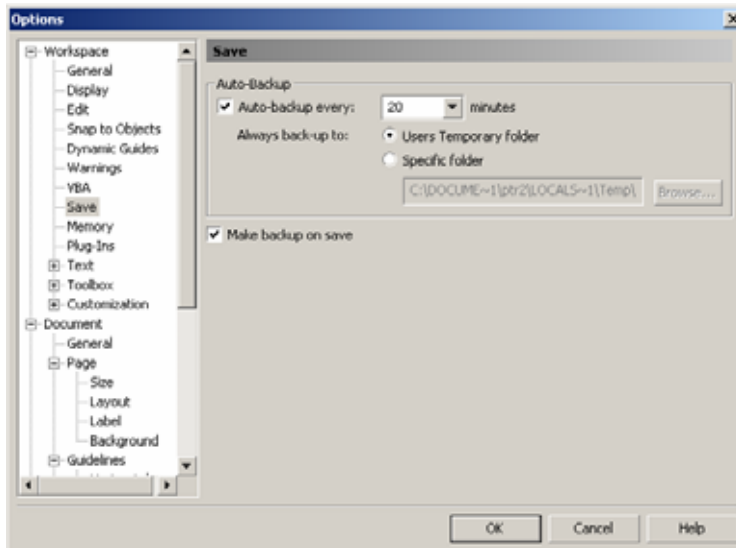 Options
Workspace
General
Display
Edit
Snap to Objects
Dynamic Guides
Warnings
VBA
Save
Memory
Plug-Ins
Text
Toolbox
Customization
Document
General
Page
Size
Layout
Label
Background
Guidelines
Save
Auto-Backup
Auto-backup every: 20 minutes
Always back-up to: Users Temporary folder
Specific folder
C:\DOCUME~1\ptr2\LOCALS~1\Temp\ Browse...
Make backup on save
OK Cancel Help